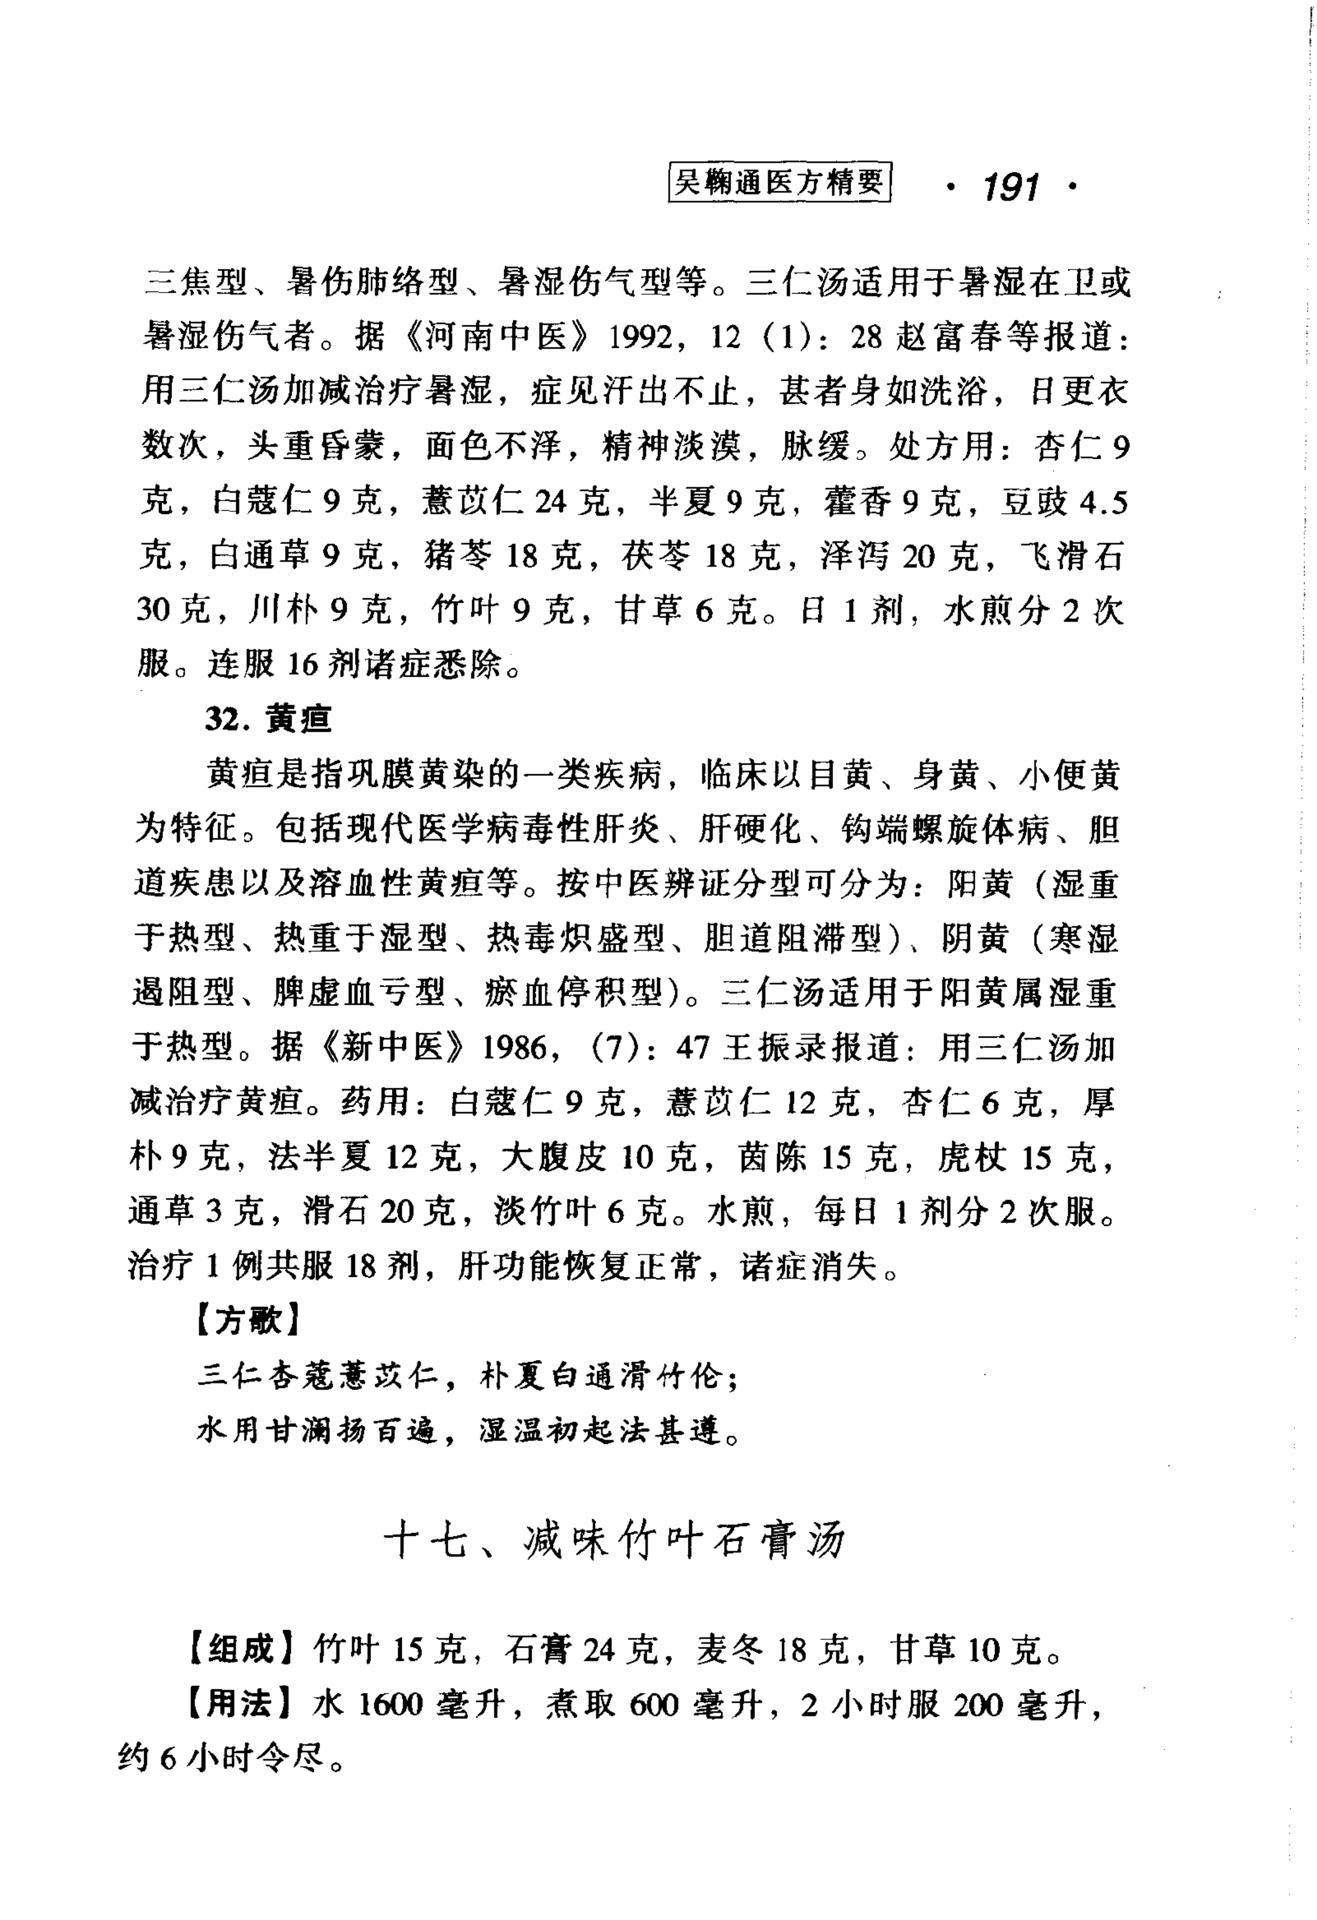 吴鞠通医方精要 · 191 ·
三焦型、暑伤肺络型、暑湿伤气型等。三仁汤适用于暑湿在卫或
暑湿伤气者。据《河南中医》1992，12（1）：28 赵富春等报道：
用三仁汤加减治疗暑湿，症见汗出不止，甚者身如洗浴，日更衣
数次，头重昏蒙，面色不泽，精神淡漠，脉缓。处方用：杏仁 9
克，白蔻仁 9 克，薏苡仁 24 克，半夏 9 克，藿香 9 克，豆豉 4.5
克，白通草 9 克，猪苓 18 克，茯苓 18 克，泽泻 20 克，飞滑石
30 克，川朴 9 克，竹叶 9 克，甘草 6 克。日 1 剂，水煎分 2 次
服。连服 16 剂诸症悉除。
32. 黄疸
黄疸是指巩膜黄染的一类疾病，临床以目黄、身黄、小便黄
为特征。包括现代医学病毒性肝炎、肝硬化、钩端螺旋体病、胆
道疾患以及溶血性黄疸等。按中医辨证分型可分为：阳黄（湿重
于热型、热重于湿型、热毒炽盛型、胆道阻滞型）、阴黄（寒湿
遏阻型、脾虚血亏型、瘀血停积型）。三仁汤适用于阳黄属湿重
于热型。据《新中医》1986，（7）：47 王振录报道：用三仁汤加
减治疗黄疸。药用：白蔻仁 9 克，薏苡仁 12 克，杏仁 6 克，厚
朴 9 克，法半夏 12 克，大腹皮 10 克，茵陈 15 克，虎杖 15 克，
通草 3 克，滑石 20 克，淡竹叶 6 克。水煎，每日 1 剂分 2 次服。
治疗 1 例共服 18 剂，肝功能恢复正常，诸症消失。
【方歌】
三仁杏蔻薏苡仁，朴夏白通滑竹伦；
水用甘澜扬百遍，湿温初起法甚遵。
十七、减味竹叶石膏汤
【组成】竹叶 15 克，石膏 24 克，麦冬 18 克，甘草 10 克。
【用法】水 1600 毫升，煮取 600 毫升，2 小时服 200 毫升，
约 6 小时令尽。